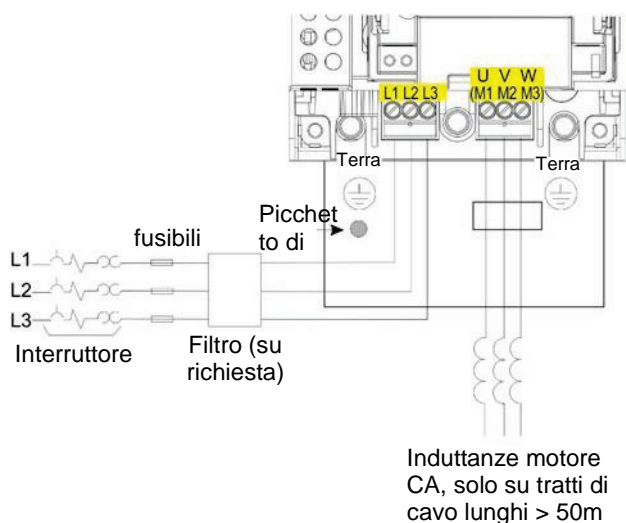 U V W
L1 L2 L3
(M1 M2 M3)
Terra
Terra
Picchet
to di
fusibili
L1
L2
L3
Interruttore
Filtro (su
richiesta)
Induttanze motore
CA, solo su tratti di
cavo lunghi > 50m